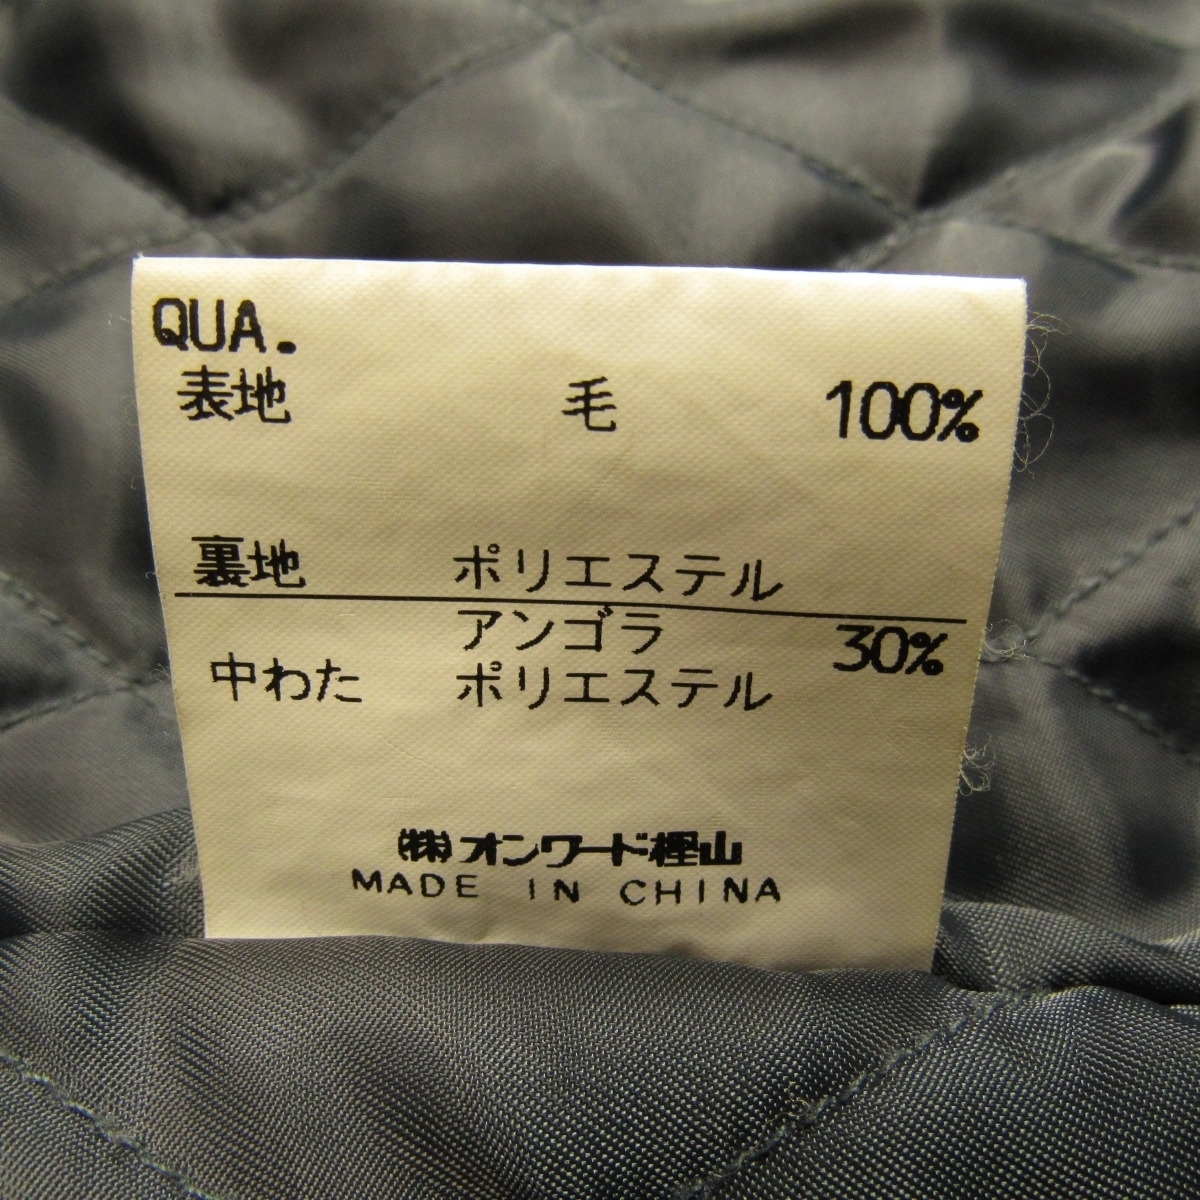 QUA.
表地 毛 100%
裏地 ポリエステル
アンゴラ 30%
中わた ポリエステル
㈱オンワード樫山
MADE IN CHINA